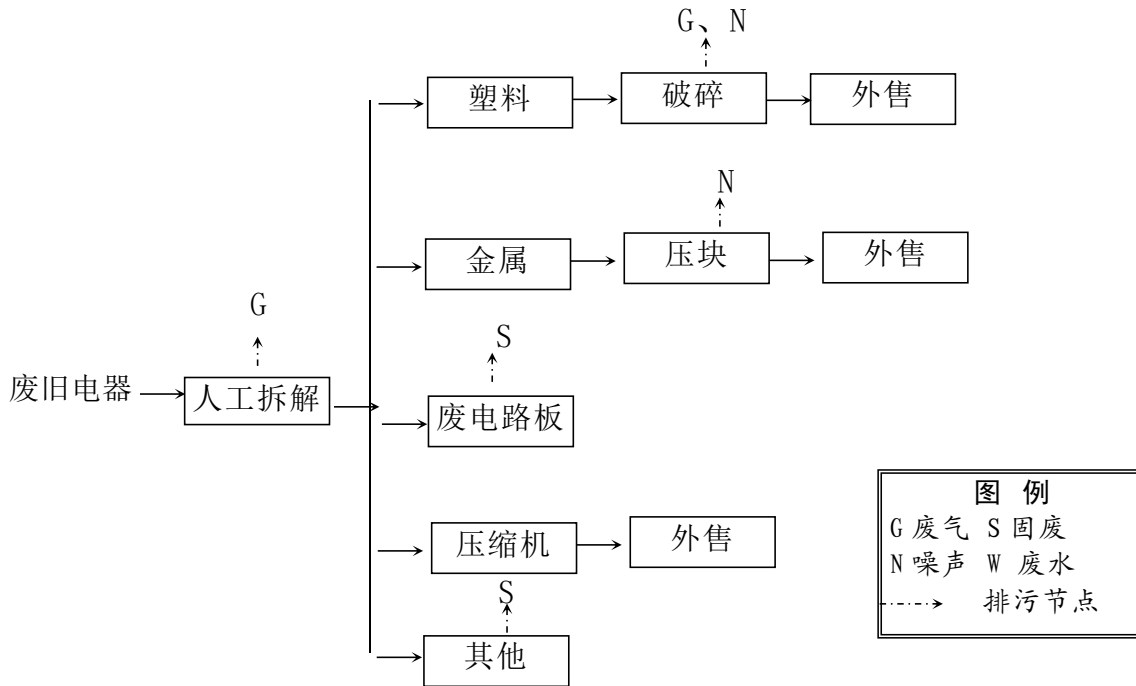 G、N
塑料
破碎
外售
N
金属
压块
外售
G
S
废旧电器
人工拆解
废电路板
压缩机
外售
S
其他
图 例
G 废气 S 固废
N 噪声 W 废水
排污节点